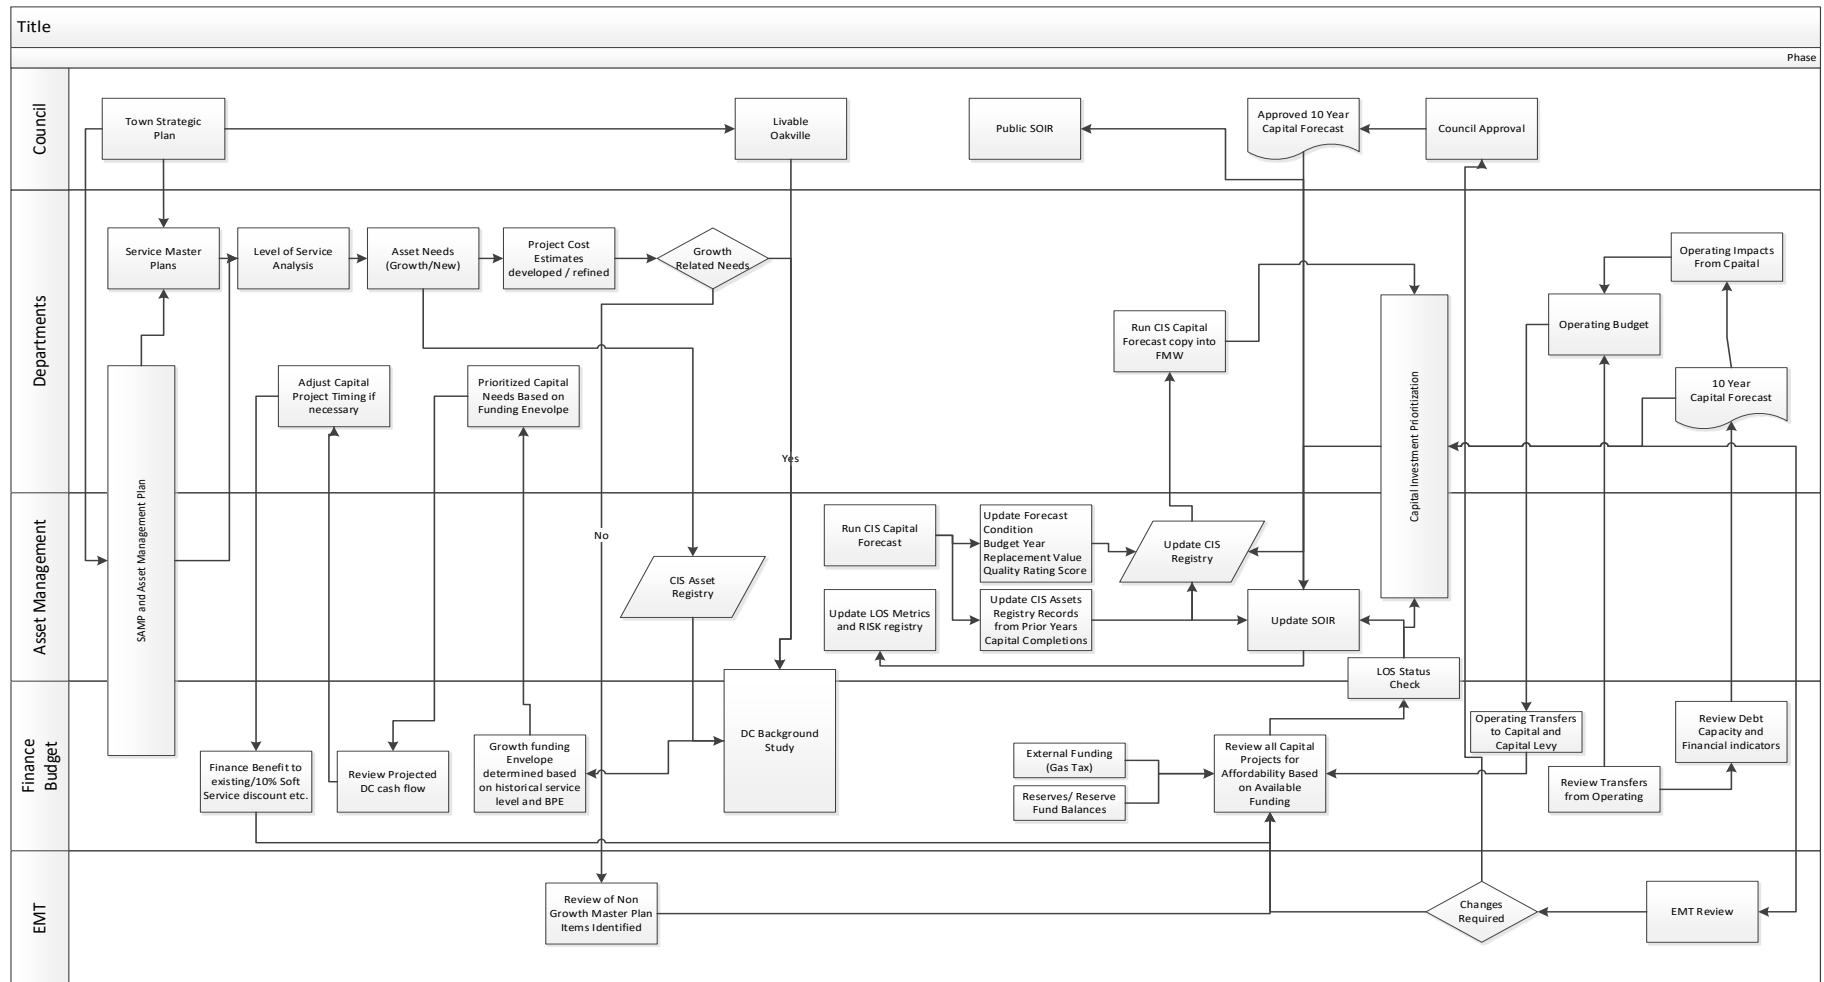 Title
Phase
Council
Town Strategic
Plan
Livable
Oakville
Public SOIR
Approved 10 Year
Capital Forecast
Council Approval
Departments
Service Master
Plans
Level of Service
Analysis
Asset Needs
(Growth/New)
Project Cost
Estimates
developed / refined
Growth
Related Needs
Operating Impacts
From Cpaital
Run CIS Capital
Forecast copy into
FMW
Operating Budget
Adjust Capital
Project Timing if
necessary
Prioritized Capital
Needs Based on
Funding Enevolpe
10 Year
Capital Forecast
Capital Investment Prioritization
Yes
Asset Management
SAMP and Asset Management Plan
No
CIS Asset
Registry
Run CIS Capital
Forecast
Update Forecast
Condition
Budget Year
Replacement Value
Quality Rating Score
Update CIS
Registry
Update LOS Metrics
and RISK registry
Update CIS Assets
Registry Records
from Prior Years
Capital Completions
Update SOIR
LOS Status
Check
Finance
Budget
Finance Benefit to
existing/10% Soft
Service discount etc.
Review Projected
DC cash flow
Growth funding
Envelope
determined based
on historical service
level and BPE
DC Background
Study
External Funding
(Gas Tax)
Reserves/ Reserve
Fund Balances
Review all Capital
Projects for
Affordability Based
on Available
Funding
Operating Transfers
to Capital and
Capital Levy
Review Transfers
from Operating
Review Debt
Capacity and
Financial indicators
EMT
Review of Non
Growth Master Plan
Items Identified
Changes
Required
EMT Review